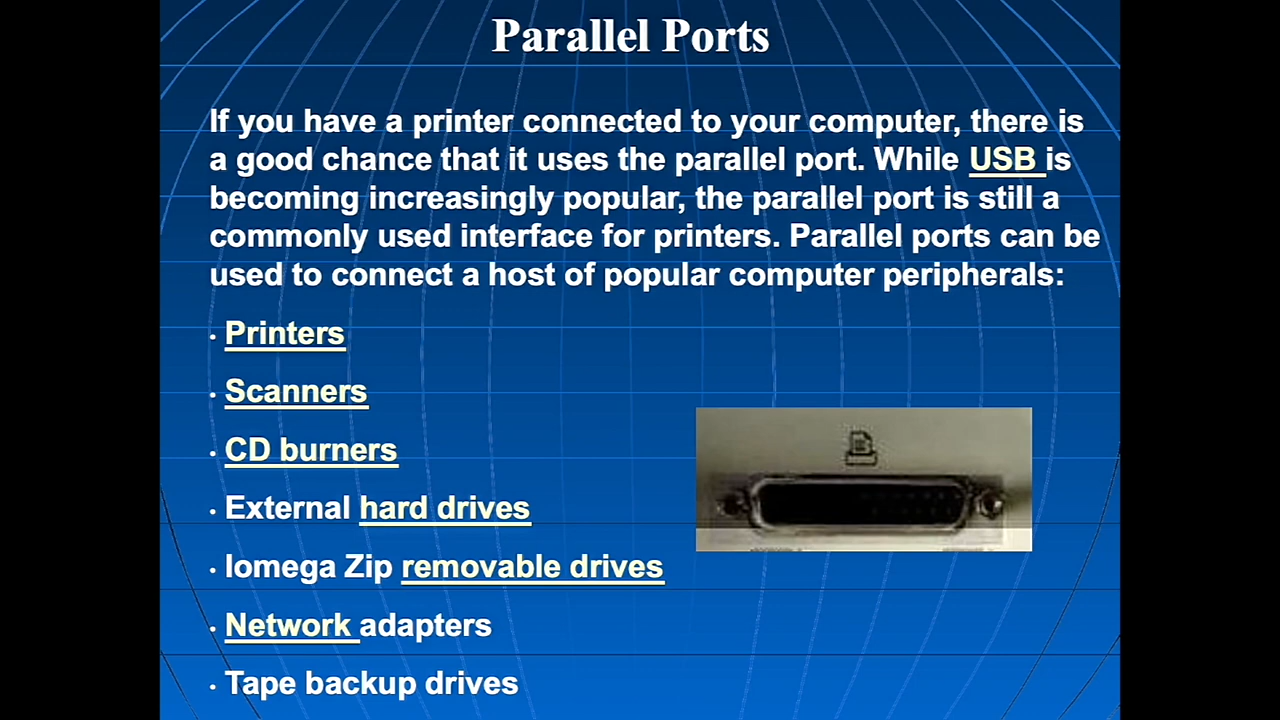 Parallel Ports
If you have a printer connected to your computer, there is
a good chance that it uses the parallel port. While USB is
becoming increasingly popular, the parallel port is still a
commonly used interface for printers. Parallel ports can be
used to connect a host of popular computer peripherals:
· Printers
· Scanners
· CD burners
· External hard drives
· Iomega Zip removable drives
· Network adapters
· Tape backup drives